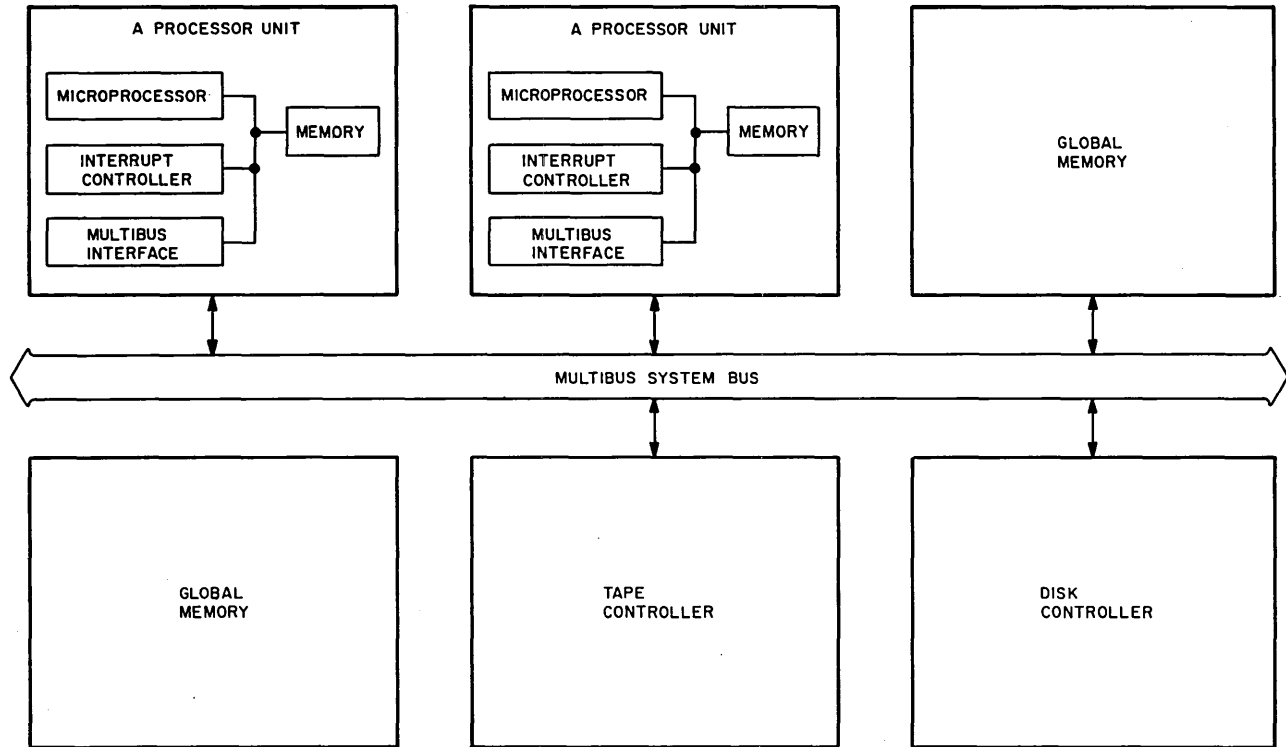 A PROCESSOR UNIT
MICROPROCESSOR
INTERRUPT
CONTROLLER
MULTIBUS
INTERFACE
MEMORY
A PROCESSOR UNIT
MICROPROCESSOR
INTERRUPT
CONTROLLER
MULTIBUS
INTERFACE
MEMORY
GLOBAL
MEMORY
MULTIBUS SYSTEM BUS
GLOBAL
MEMORY
TAPE
CONTROLLER
DISK
CONTROLLER